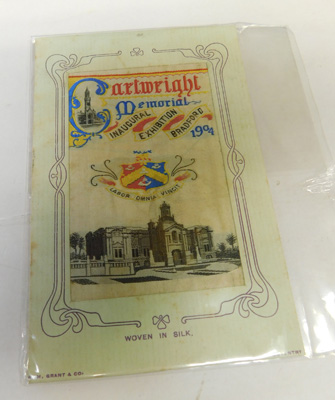 Cartwright
Memorial
INAUGURAL
EXHIBITION
BRADFORD
1904
LABOR OMNIA VINCIT
WOVEN IN SILK.
GRANT & CO.